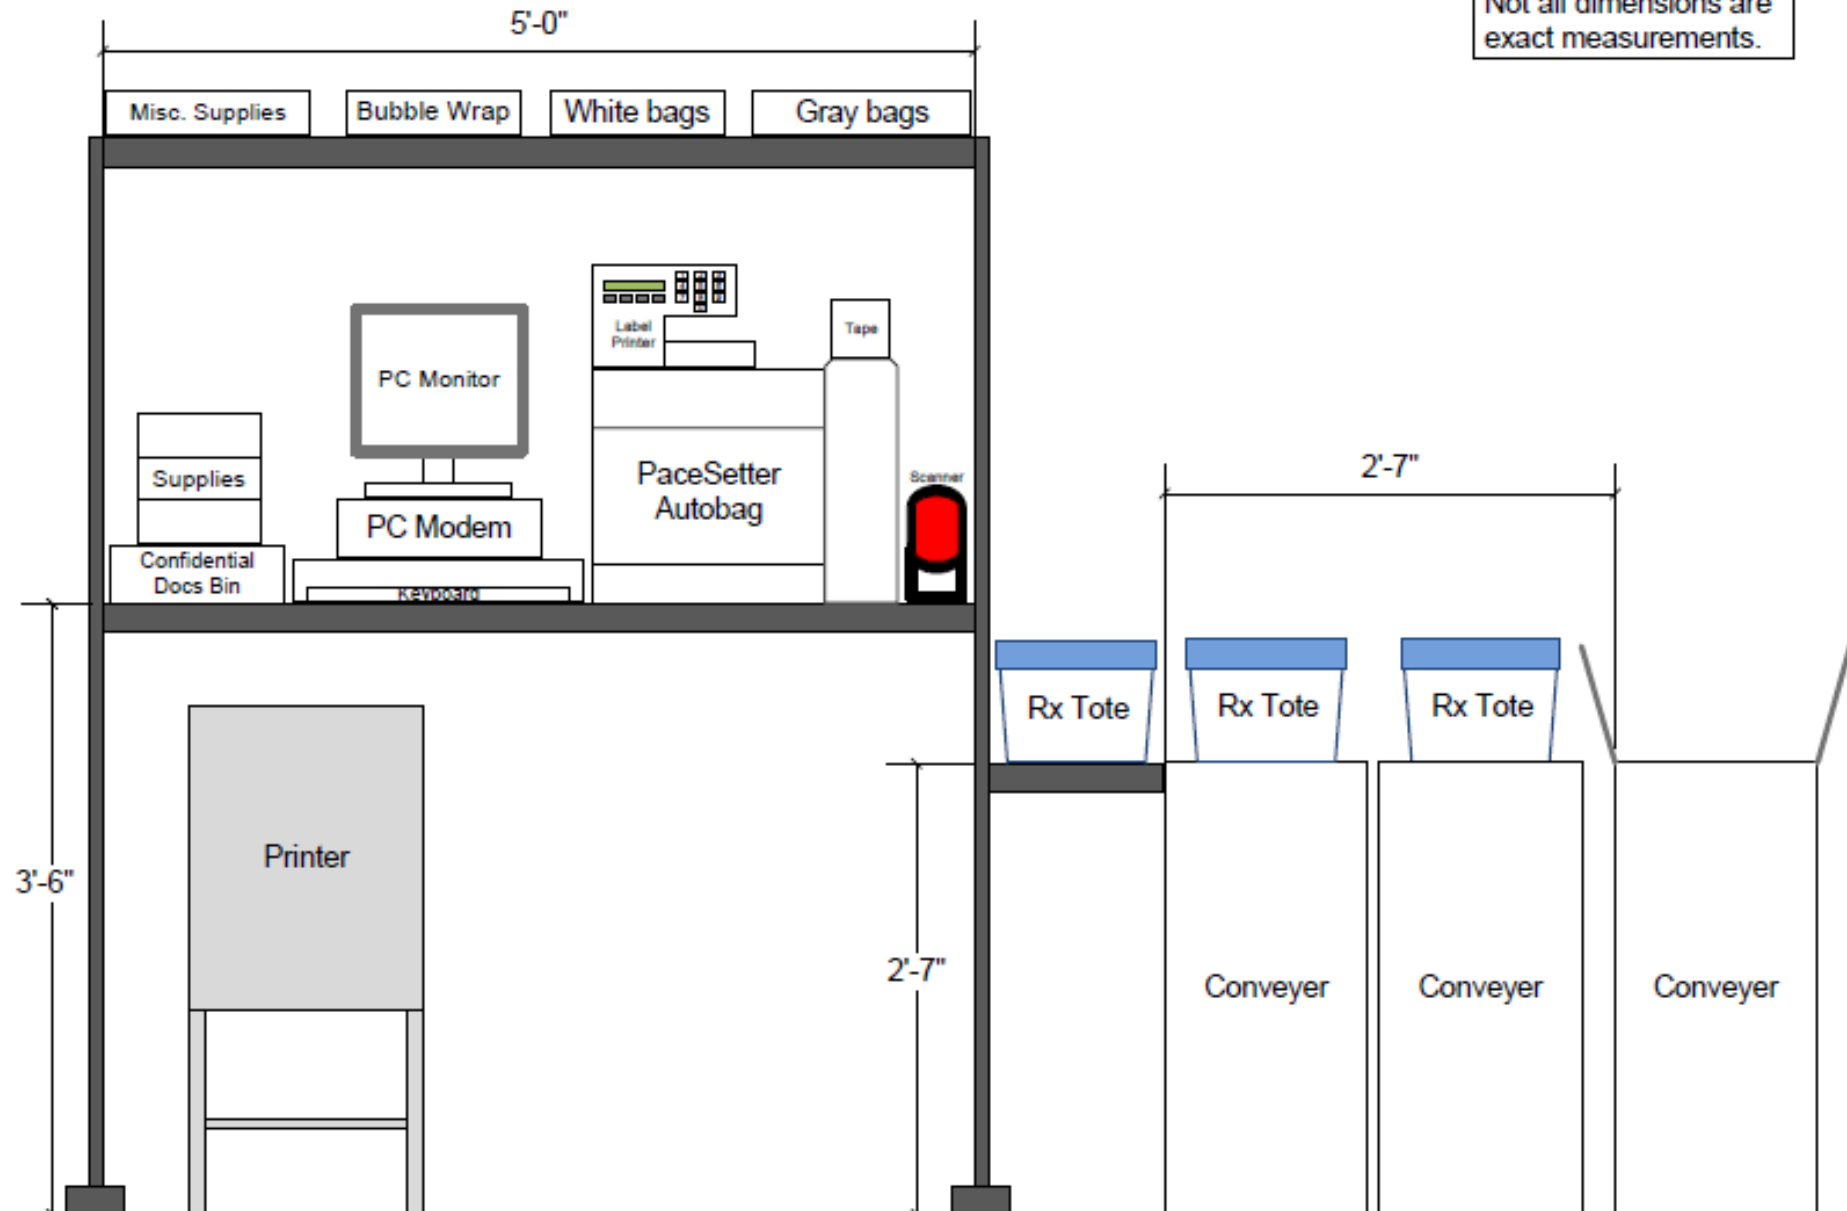 Not all dimensions are
exact measurements.
5'-0"
Misc. Supplies
Bubble Wrap
White bags
Gray bags
Label
Printer
Tape
PC Monitor
PaceSetter
Autobag
Scanner
Supplies
PC Modem
Confidential
Docs Bin
Keyboard
2'-7"
Rx Tote
Rx Tote
Rx Tote
Printer
3'-6"
2'-7"
Conveyer
Conveyer
Conveyer